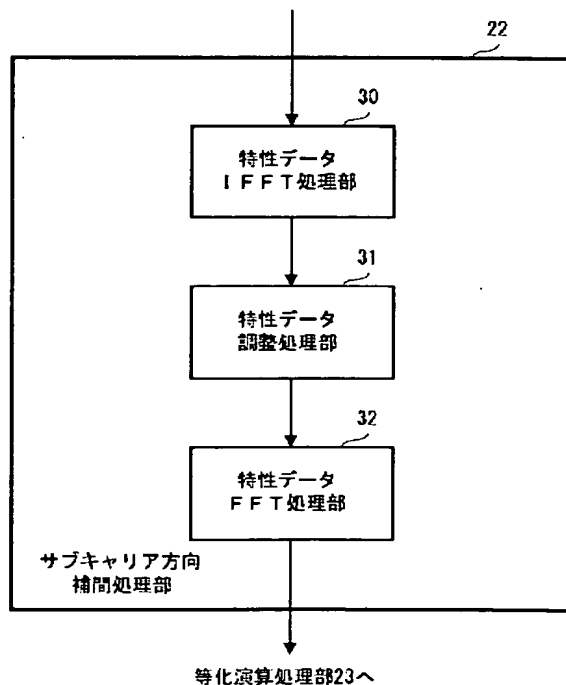 22
30
特性データ
ＩＦＦＴ処理部
31
特性データ
調整処理部
32
特性データ
ＦＦＴ処理部
サブキャリア方向
補間処理部
等化演算処理部23へ